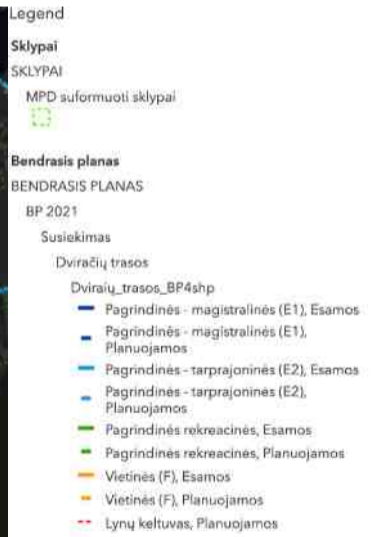 Legend
Sklypai
SKLYPAI
MPD suformuoti sklypai
Bendrasis planas
BENDRASIS PLANAS
BP 2021
Susiekimas
Dviračių trasos
Dviraių_trasos_BP4shp
Pagrindinės - magistralinės (E1), Esamos
Pagrindinės - magistralinės (E1),
Planuojamos
Pagrindinės - tarprajoninės (E2), Esamos
Pagrindinės - tarprajoninės (E2),
Planuojamos
Pagrindinės rekreacinės, Esamos
Pagrindinės rekreacinės, Planuojamos
Vietinės (F), Esamos
Vietinės (F), Planuojamos
Lynų keltuvas, Planuojamos